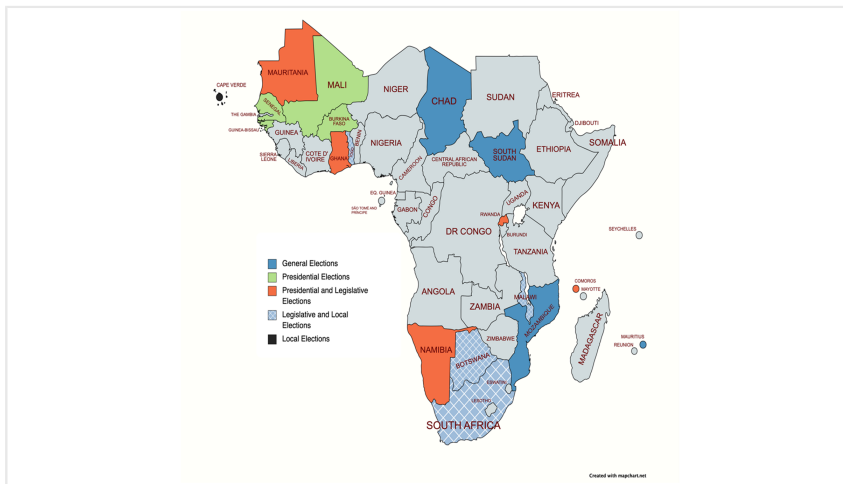 MAURITANIA
MALI
NIGER
CHAD
SUDAN
ERITREA
CAPE VERDE
SENEGAL
THE GAMBIA
GUINEA-BISSAU
GUINEA
BURKINA
FASO
BENIN
DJIBOUTI
SIERRA
LEONE
LIBERIA
COTE D'
IVOIRE
GHANA
NIGERIA
CAMEROON
CENTRAL AFRICAN
REPUBLIC
SOUTH
SUDAN
ETHIOPIA
SOMALIA
EQ. GUINEA
SÃO TOME AND
PRINCIPE
GABON
CONGO
DR CONGO
UGANDA
KENYA
RWANDA
BURUNDI
TANZANIA
SEYCHELLES
General Elections
Presidential Elections
Presidential and Legislative
Elections
Legislative and Local
Elections
Local Elections
ANGOLA
ZAMBIA
MALAWI
MOZAMBIQUE
COMOROS
MAYOTTE
ZIMBABWE
MADAGASCAR
MAURITIUS
REUNION
NAMIBIA
BOTSWANA
ESWATINI
LESOTHO
SOUTH AFRICA
Created with mapchart.net